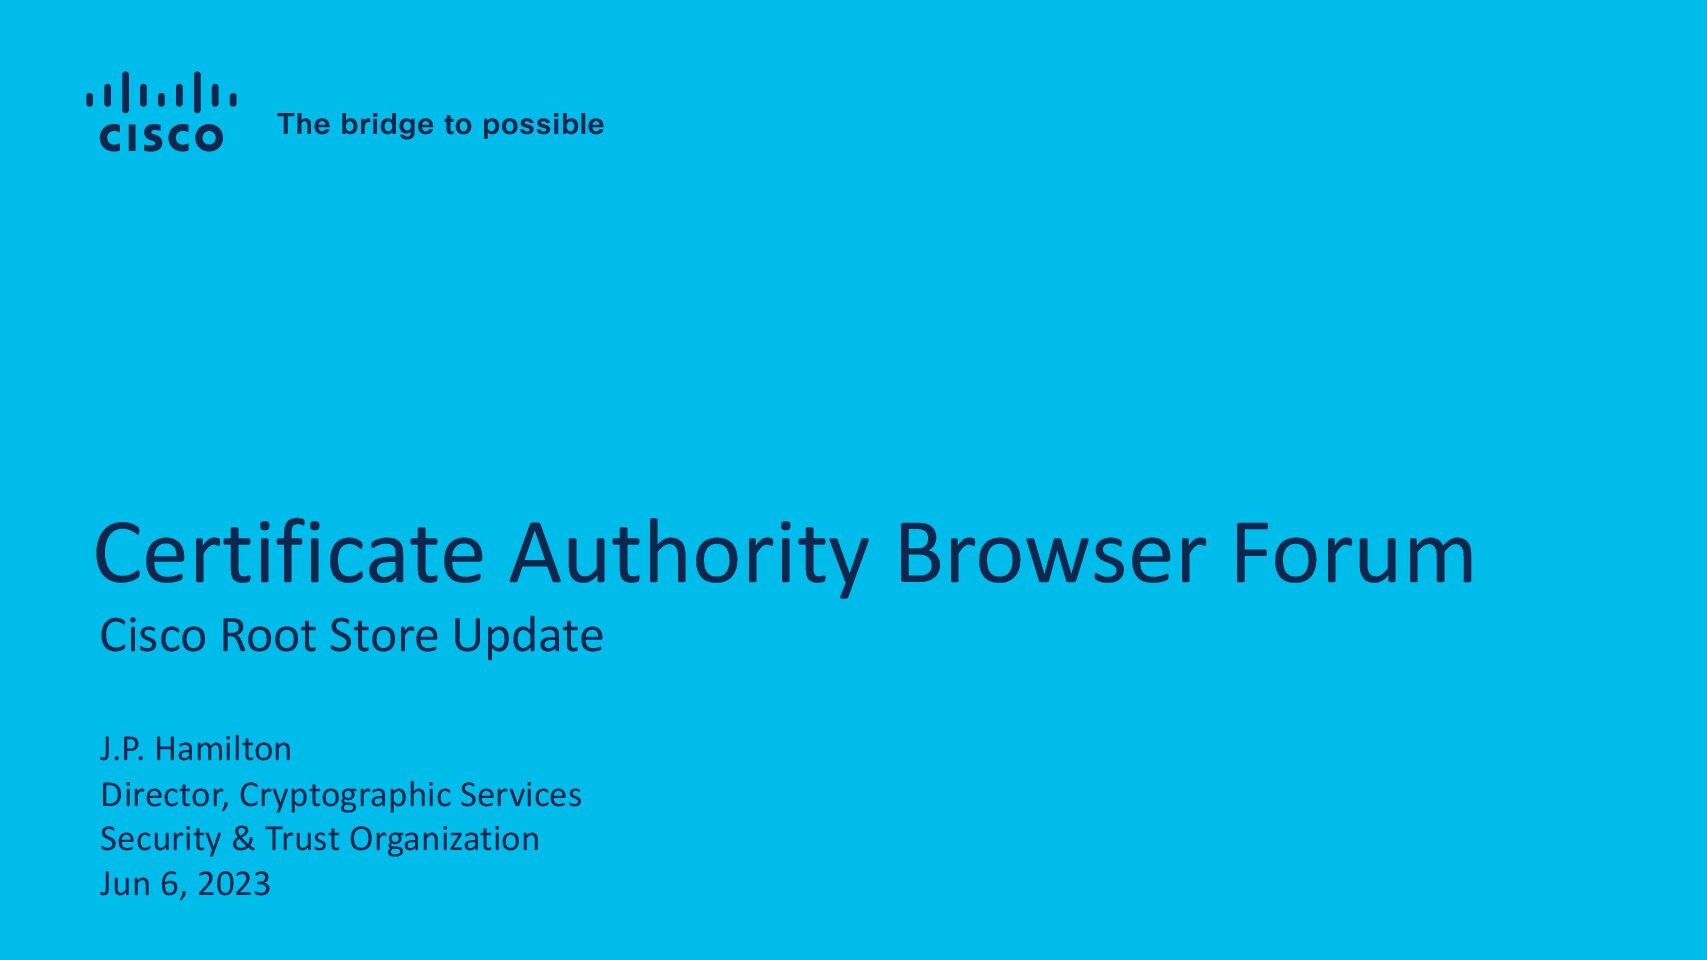 CISCO
The bridge to possible
Certificate Authority Browser Forum
Cisco Root Store Update
J.P. Hamilton
Director, Cryptographic Services
Security & Trust Organization
Jun 6, 2023